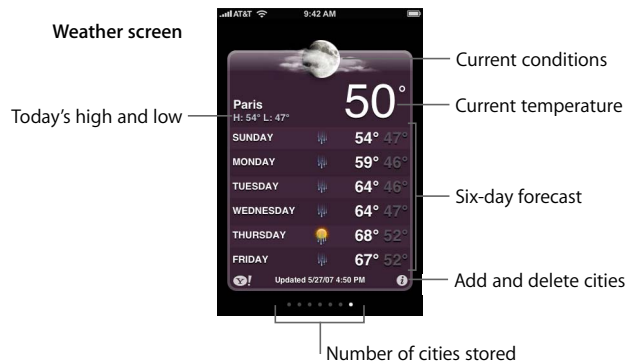 AT&T 9:42 AM
Weather screen
Current conditions
Paris
50°
Current temperature
Today's high and low
H: 54° L: 47°
SUNDAY 54° 47°
MONDAY 59° 46°
TUESDAY 64° 46°
Six-day forecast
WEDNESDAY 64° 47°
THURSDAY 68° 52°
FRIDAY 67° 52°
Y! Updated 5/27/07 4:50 PM i
Add and delete cities
Number of cities stored